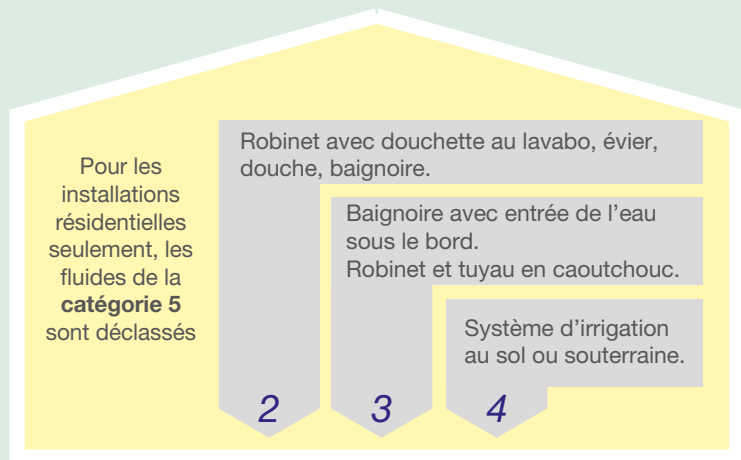 Pour les
installations
résidentielles
seulement, les
fluides de la
catégorie 5
sont déclassés
Robinet avec douchette au lavabo, évier,
douche, baignoire.
Baignoire avec entrée de l’eau
sous le bord.
Robinet et tuyau en caoutchouc.
Système d’irrigation
au sol ou souterraine.
2
3
4